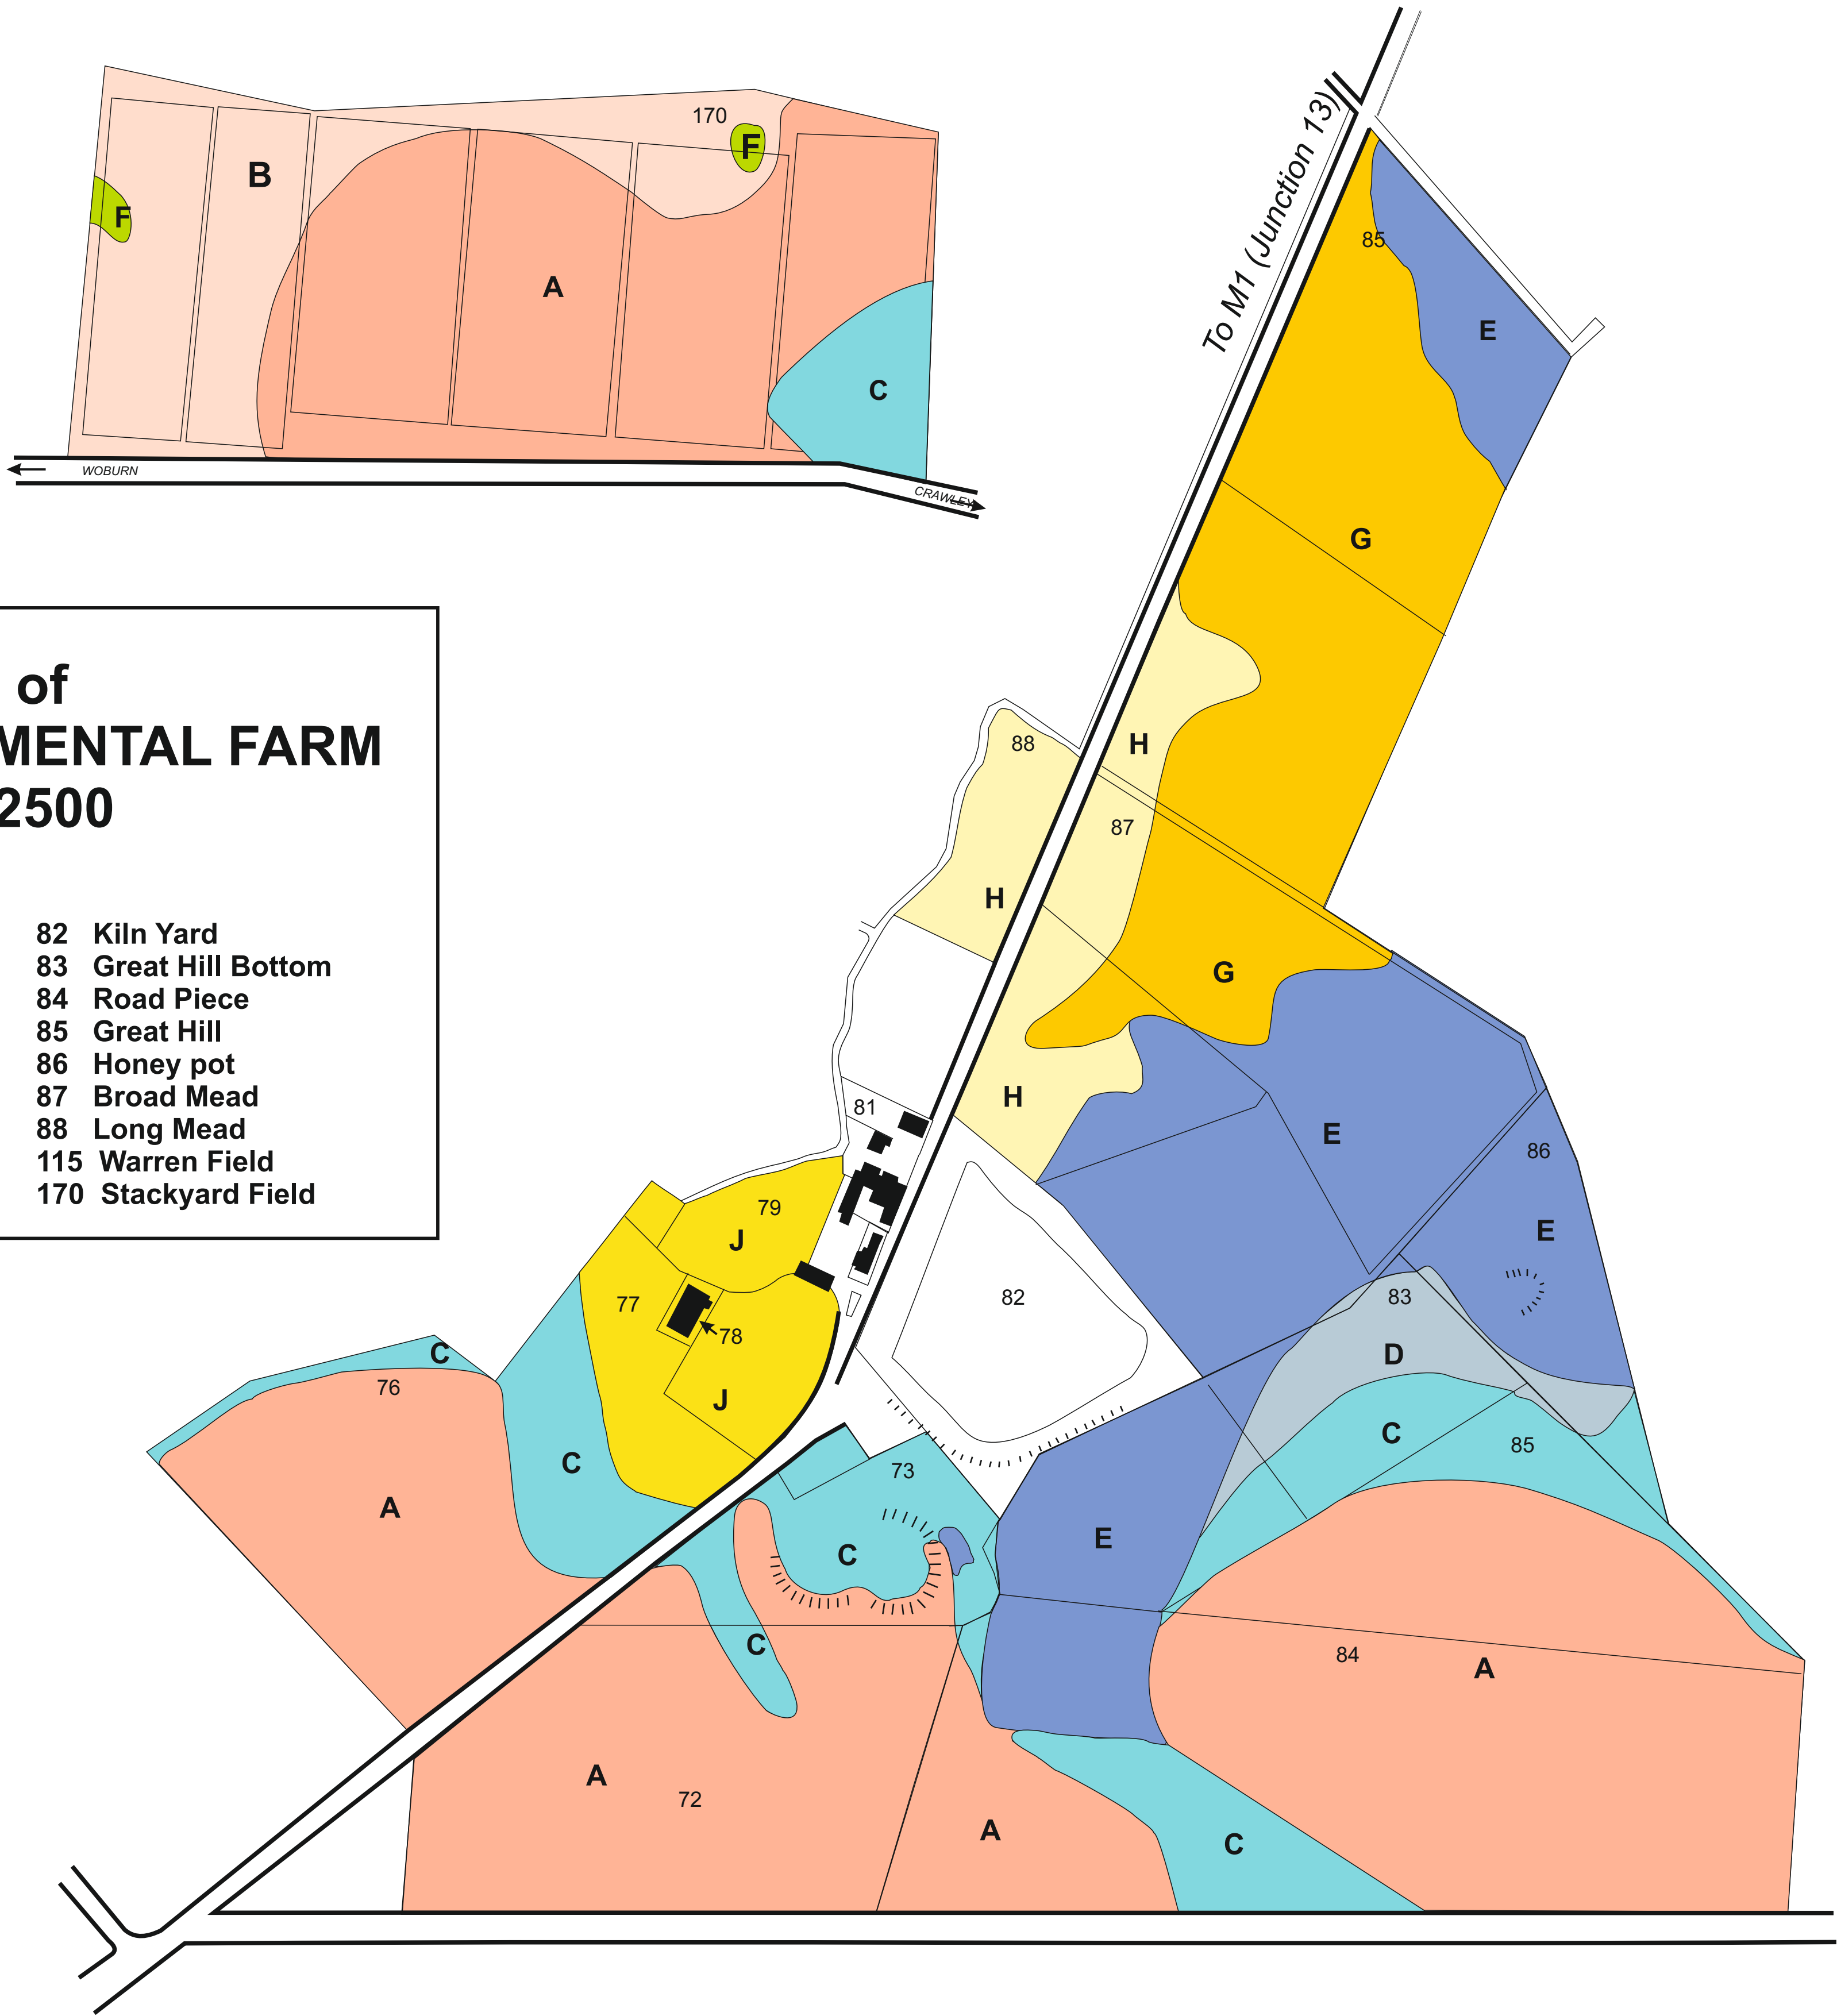 170
F
B
F
A
C
WOBURN
CRAWLEY
To M1 (Junction 13)
85
E
G
of
MENTAL FARM
2500
82 Kiln Yard
83 Great Hill Bottom
84 Road Piece
85 Great Hill
86 Honey pot
87 Broad Mead
88 Long Mead
115 Warren Field
170 Stackyard Field
88
H
87
H
G
H
81
E
86
E
79
J
77
78
J
82
83
D
C
85
C
76
A
C
73
C
E
C
84
A
A
72
A
C